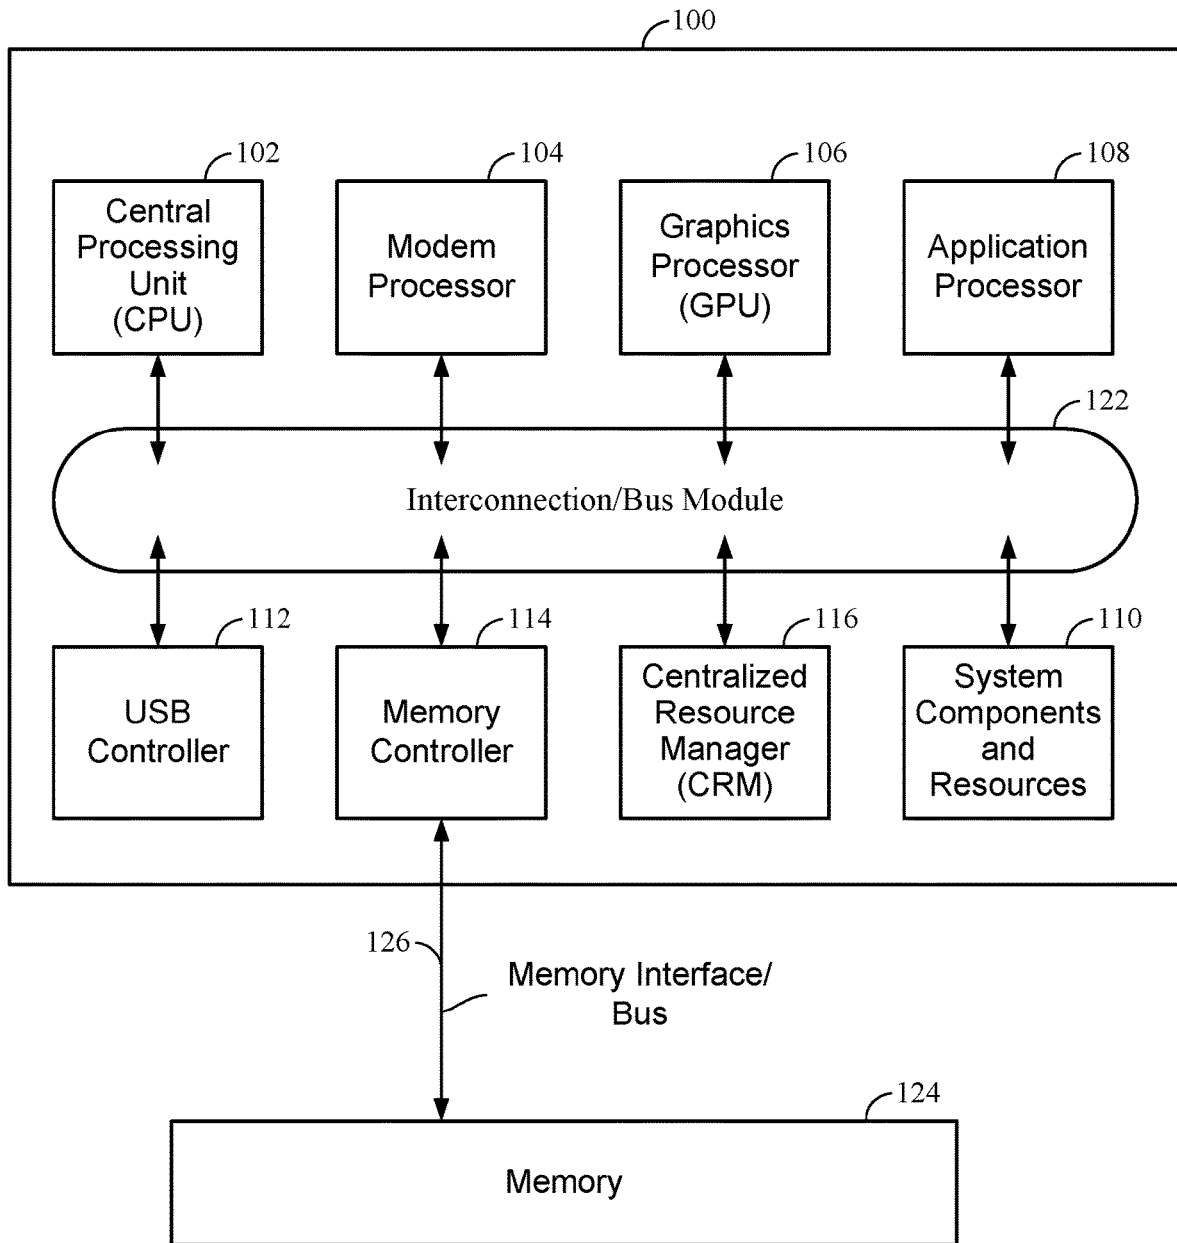 100
102
104
106
108
Central
Processing
Unit
(CPU)
Modem
Processor
Graphics
Processor
(GPU)
Application
Processor
122
Interconnection/Bus Module
112
114
116
110
USB
Controller
Memory
Controller
Centralized
Resource
Manager
(CRM)
System
Components
and
Resources
126
Memory Interface/
Bus
124
Memory